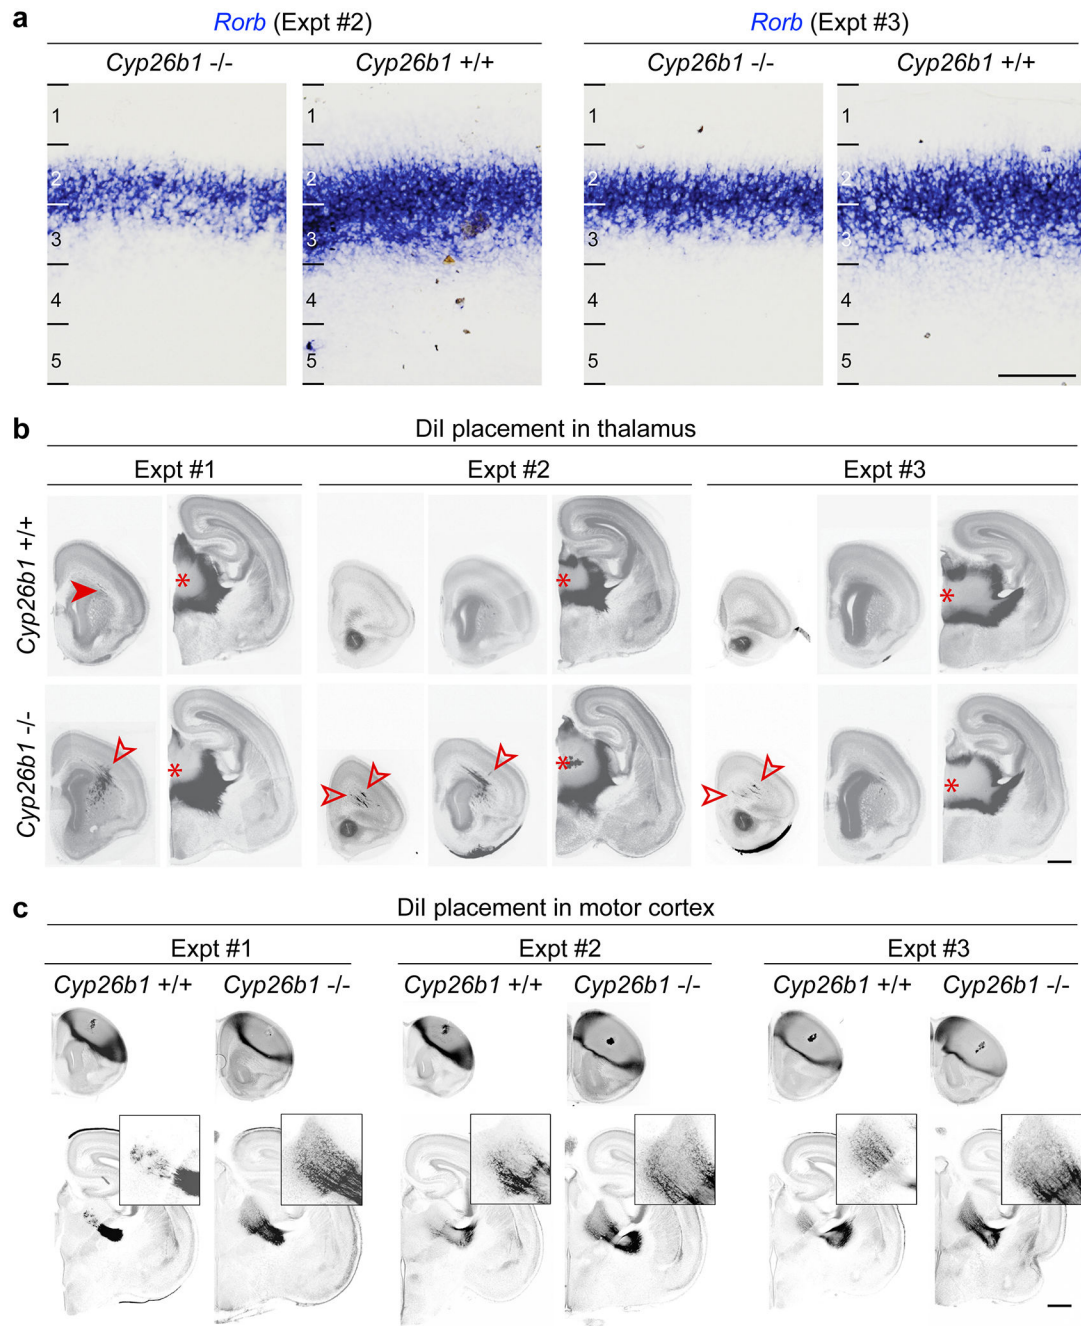 a
Rorb (Expt #2)
Rorb (Expt #3)
Cyp26b1 -/-
Cyp26b1 +/+
Cyp26b1 -/-
Cyp26b1 +/+
1
2
3
4
5
1
2
3
4
5
1
2
3
4
5
1
2
3
4
5
b
DiI placement in thalamus
Expt #1
Expt #2
Expt #3
Cyp26b1 +/+
*
*
*
Cyp26b1 -/-
*
*
*
c
DiI placement in motor cortex
Expt #1
Expt #2
Expt #3
Cyp26b1 +/+
Cyp26b1 -/-
Cyp26b1 +/+
Cyp26b1 -/-
Cyp26b1 +/+
Cyp26b1 -/-